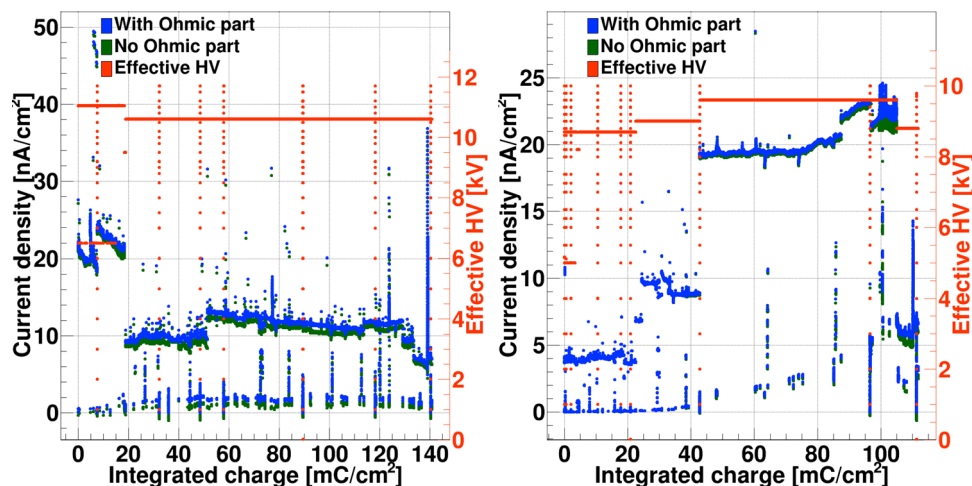 With Ohmic part
No Ohmic part
Effective HV
Current density [nA/cm²]
50
40
30
20
10
0
12
10
8
6
4
2
0
Effective HV [kV]
0 20 40 60 80 100 120 140
Integrated charge [mC/cm²]
With Ohmic part
No Ohmic part
Effective HV
Current density [nA/cm²]
25
20
15
10
5
0
10
8
6
4
2
0
Effective HV [kV]
0 20 40 60 80 100
Integrated charge [mC/cm²]